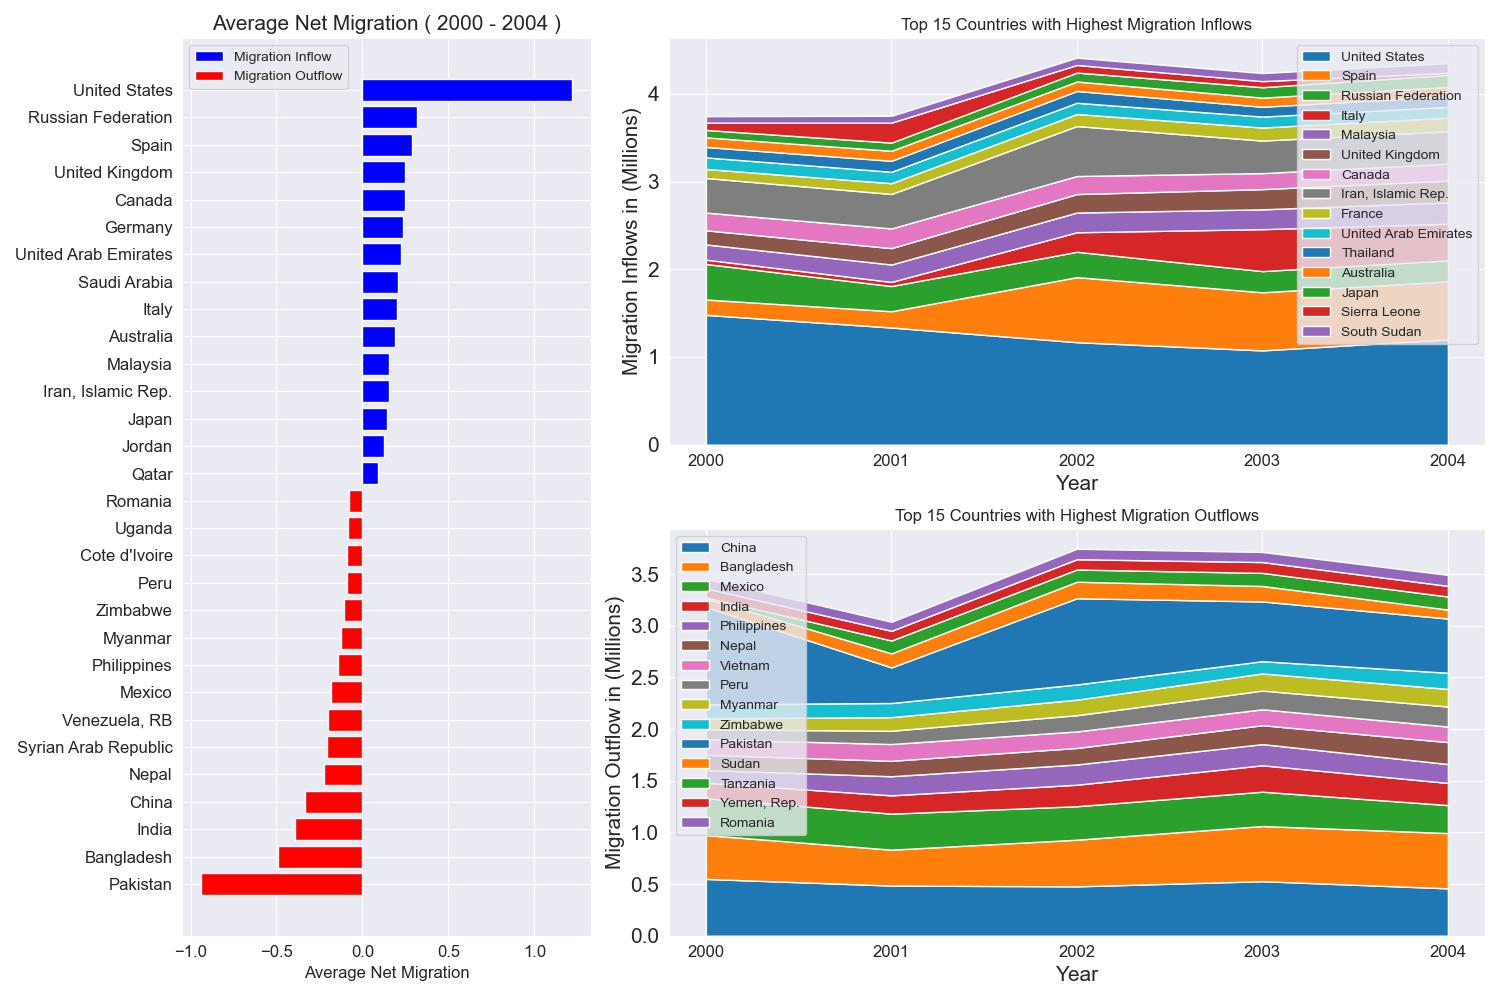 Average Net Migration ( 2000 - 2004 )
Migration Inflow
Migration Outflow
United States
Russian Federation
Spain
United Kingdom
Canada
Germany
United Arab Emirates
Saudi Arabia
Italy
Australia
Malaysia
Iran, Islamic Rep.
Japan
Jordan
Qatar
Romania
Uganda
Cote d'Ivoire
Peru
Zimbabwe
Myanmar
Philippines
Mexico
Venezuela, RB
Syrian Arab Republic
Nepal
China
India
Bangladesh
Pakistan
−1.0 −0.5 0.0 0.5 1.0
Average Net Migration
Top 15 Countries with Highest Migration Inflows
Migration Inflows in (Millions)
4
3
2
1
0
United States
Spain
Russian Federation
Italy
Malaysia
United Kingdom
Canada
Iran, Islamic Rep.
France
United Arab Emirates
Thailand
Australia
Japan
Sierra Leone
South Sudan
2000 2001 2002 2003 2004
Year
Top 15 Countries with Highest Migration Outflows
Migration Outflow in (Millions)
3.5
3.0
2.5
2.0
1.5
1.0
0.5
0.0
China
Bangladesh
Mexico
India
Philippines
Nepal
Vietnam
Peru
Myanmar
Zimbabwe
Pakistan
Sudan
Tanzania
Yemen, Rep.
Romania
2000 2001 2002 2003 2004
Year